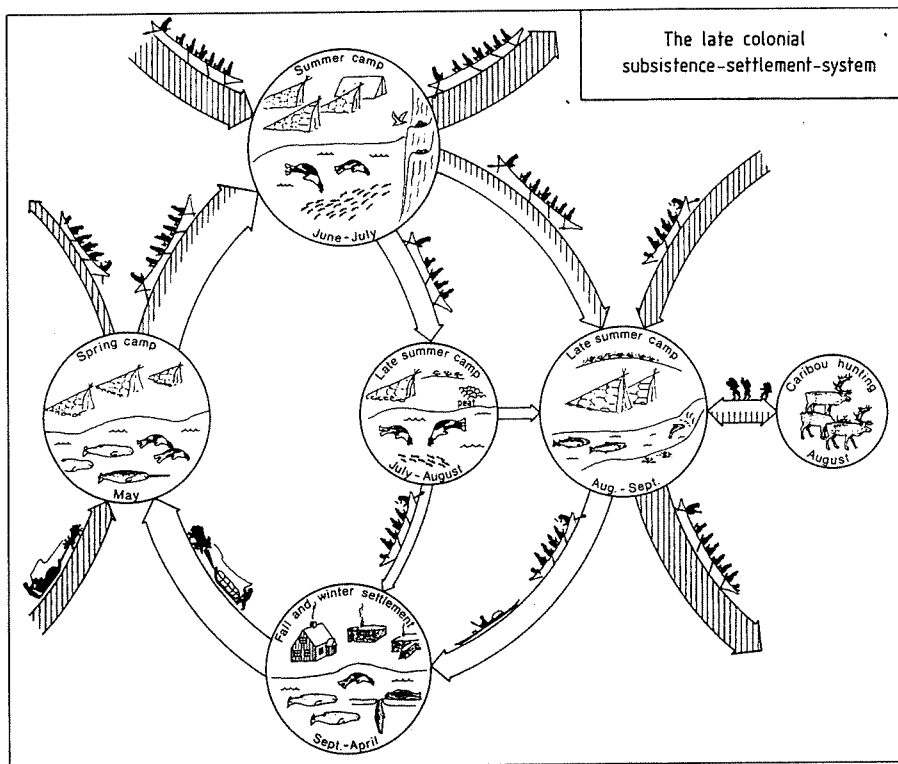 The late colonial
subsistence-settlement-system
Summer camp
June-July
Spring camp
May
Late summer camp
peat
July-August
Late summer camp
Aug.-Sept.
Caribou hunting
August
Fall and winter settlement
Sept.-April